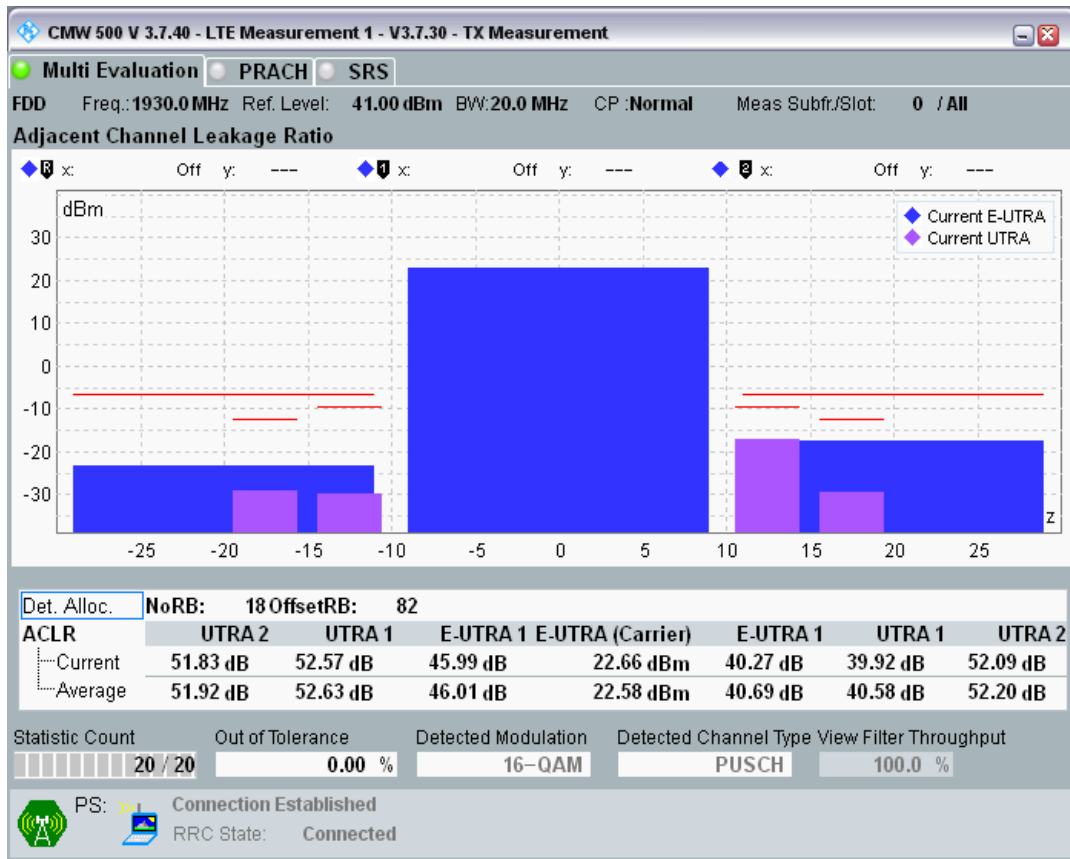 CMW 500 V 3.7.40 - LTE Measurement 1 - V3.7.30 - TX Measurement
Multi Evaluation PRACH SRS
FDD Freq.: 1930.0 MHz Ref. Level: 41.00 dBm BW: 20.0 MHz CP :Normal Meas Subfr./Slot: 0 / All
Adjacent Channel Leakage Ratio
R x: Off y: --- 1 x: Off y: --- 2 x: Off y: ---
dBm
Current E-UTRA
Current UTRA
30
20
10
0
-10
-20
-30
z
-25 -20 -15 -10 -5 0 5 10 15 20 25
Det. Alloc. NoRB: 18 OffsetRB: 82
ACLR UTRA 2 UTRA 1 E-UTRA 1 E-UTRA (Carrier) E-UTRA 1 UTRA 1 UTRA 2
Current 51.83 dB 52.57 dB 45.99 dB 22.66 dBm 40.27 dB 39.92 dB 52.09 dB
Average 51.92 dB 52.63 dB 46.01 dB 22.58 dBm 40.69 dB 40.58 dB 52.20 dB
Statistic Count Out of Tolerance Detected Modulation Detected Channel Type View Filter Throughput
20 / 20 0.00 % 16-QAM PUSCH 100.0 %
PS: Connection Established
RRC State: Connected